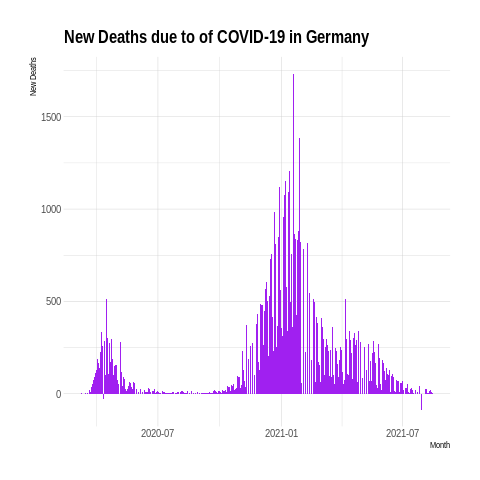 New Deaths due to of COVID-19 in Germany
New Deaths
1500
1000
500
0
2020-07
2021-01
2021-07
Month